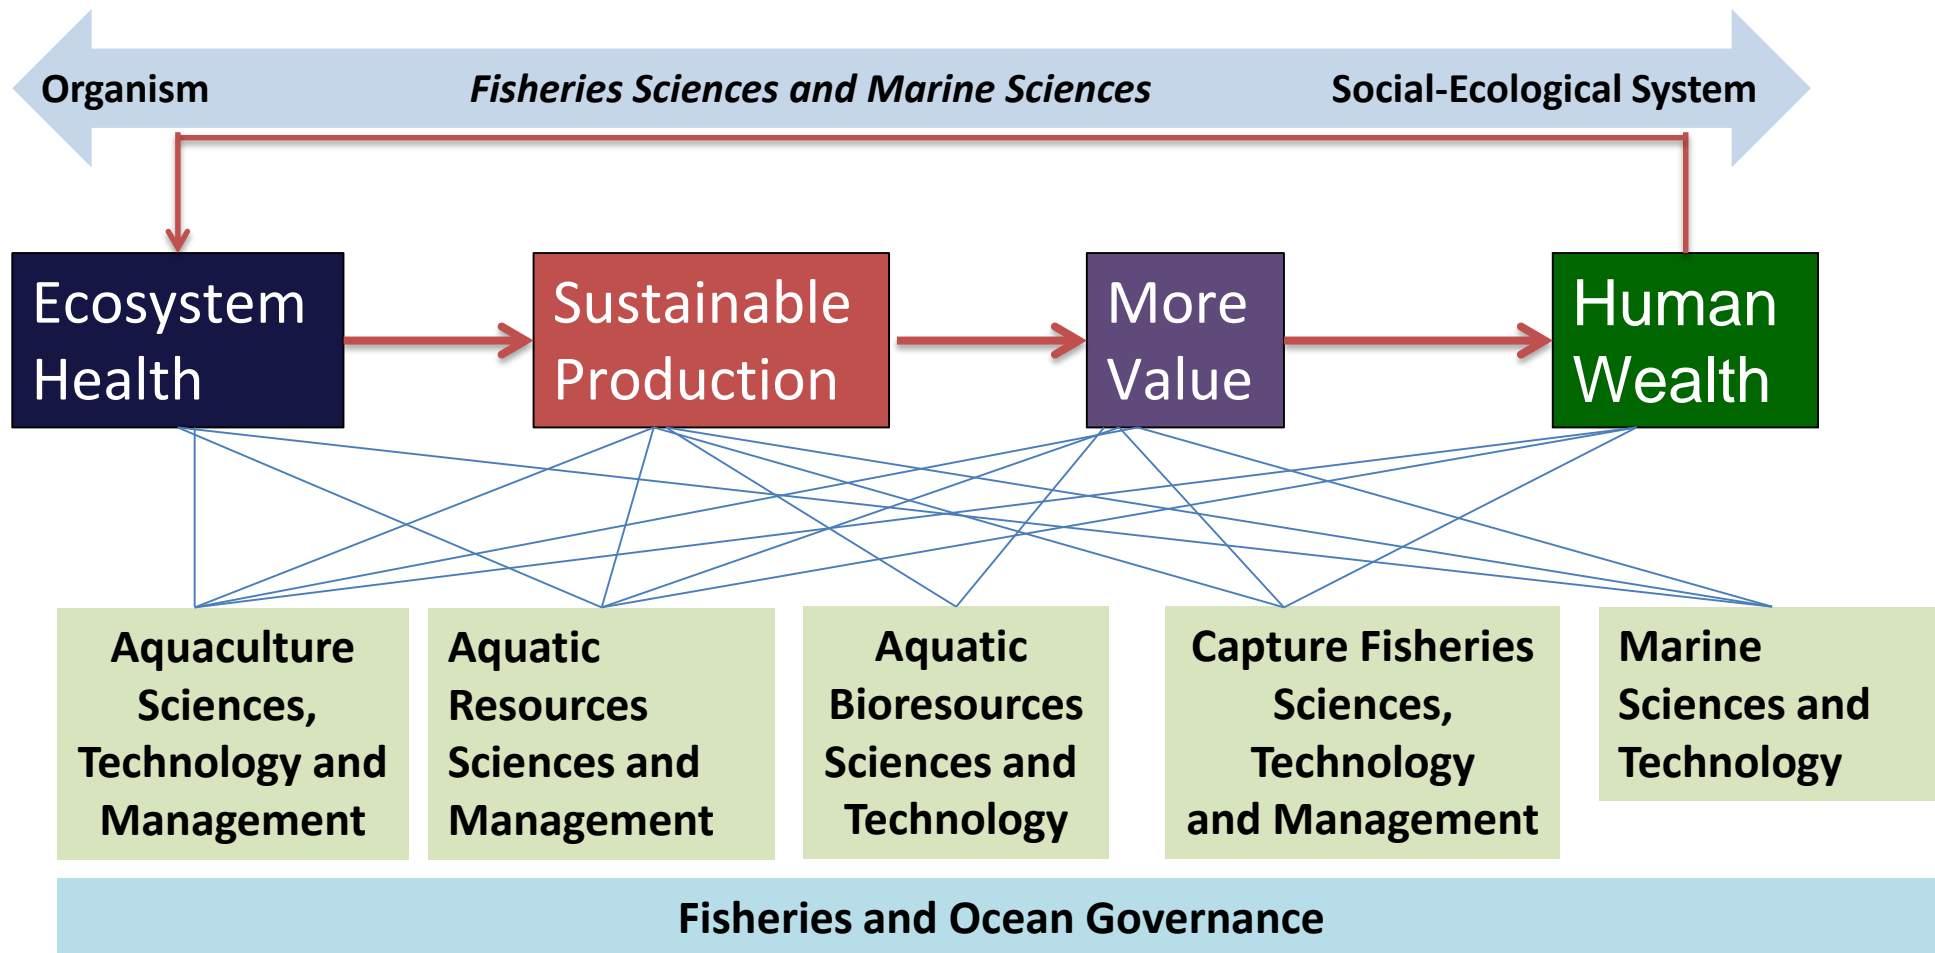 Organism
Fisheries Sciences and Marine Sciences
Social-Ecological System
Ecosystem
Health
Sustainable
Production
More
Value
Human
Wealth
Aquaculture
Sciences,
Technology and
Management
Aquatic
Resources
Sciences and
Management
Aquatic
Bioresources
Sciences and
Technology
Capture Fisheries
Sciences,
Technology
and Management
Marine
Sciences and
Technology
Fisheries and Ocean Governance